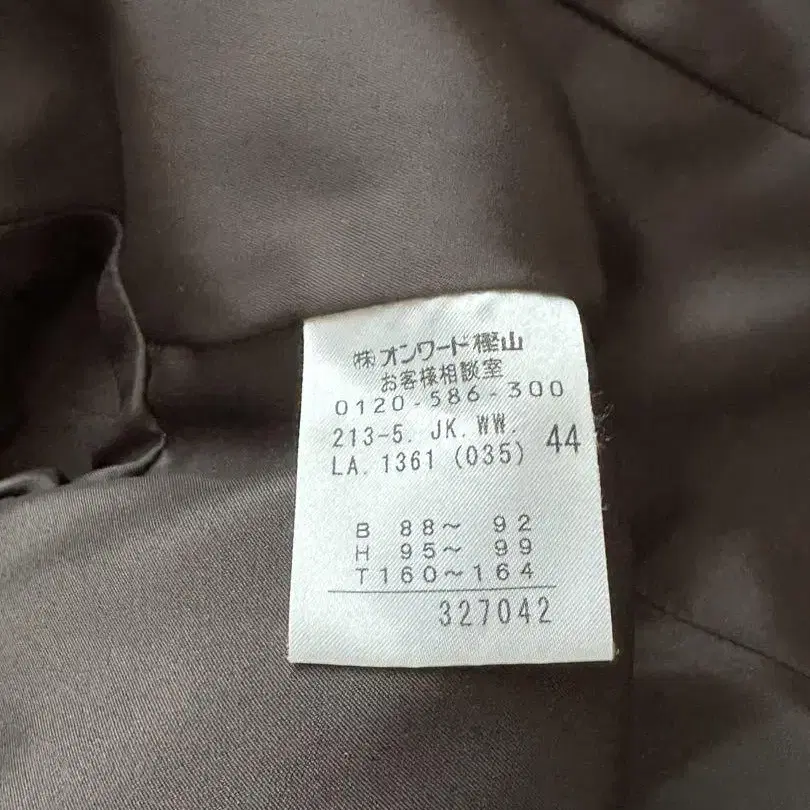 ㈱オンワード樫山
お客様相談室
0120-586-300
213-5. JK. WW.
LA. 1361 (035) 44
B 88～ 92
H 95～ 99
T160～164
327042